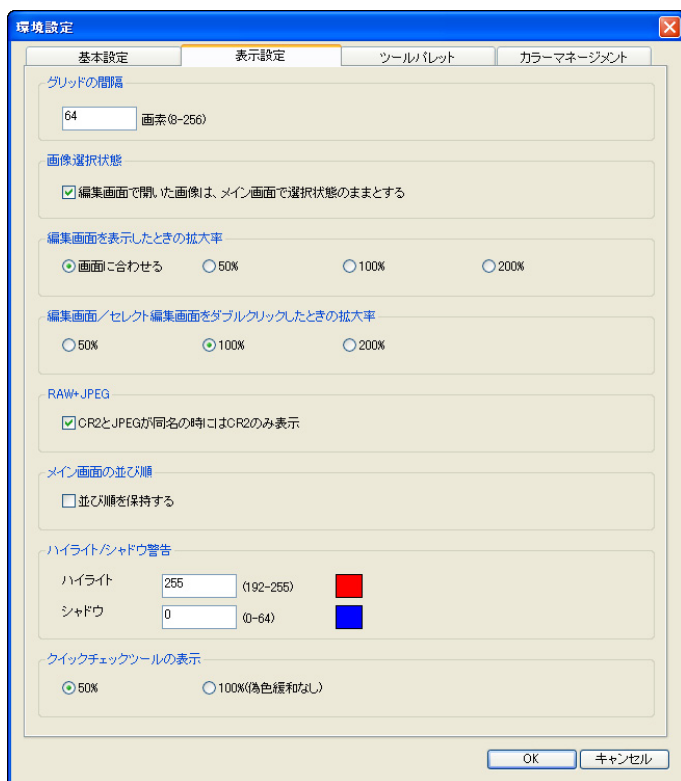 環境設定
基本設定 表示設定 ツールパレット カラーマネージメント
グリッドの間隔
64 画素(8-256)
画像選択状態
編集画面で開いた画像は、メイン画面で選択状態のままとする
編集画面を表示したときの拡大率
画面に合わせる 50% 100% 200%
編集画面／セレクト編集画面をダブルクリックしたときの拡大率
50% 100% 200%
RAW+JPEG
CR2とJPEGが同名の時にはCR2のみ表示
メイン画面の並び順
並び順を保持する
ハイライト/シャドウ警告
ハイライト 255 (192-255)
シャドウ 0 (0-64)
クイックチェックツールの表示
50% 100%(偽色緩和なし)
OK キャンセル